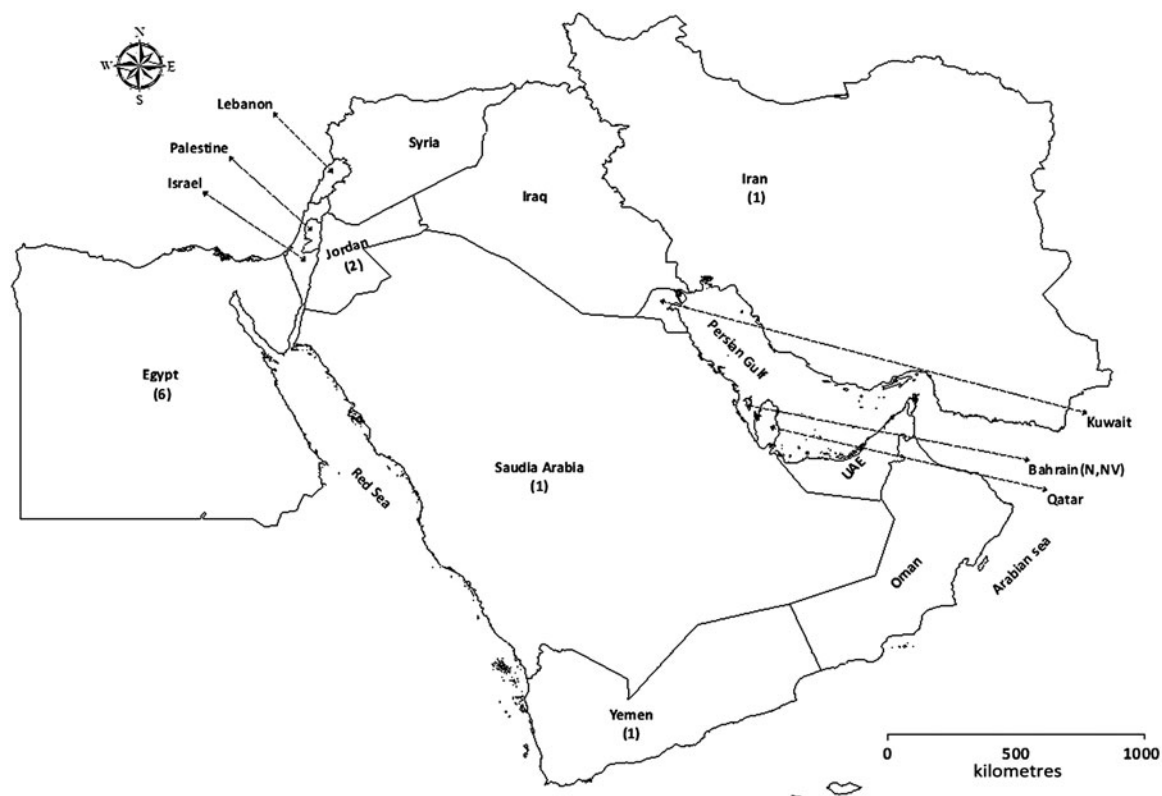 N
W E
S
Lebanon
Palestine
Israel
Syria
Iraq
Iran
(1)
Jordan
(2)
Egypt
(6)
Persian Gulf
Kuwait
Saudia Arabia
(1)
Red Sea
UAE
Bahrain(N,NV)
Qatar
Oman
Arabian sea
Yemen
(1)
0 500 1000
kilometres